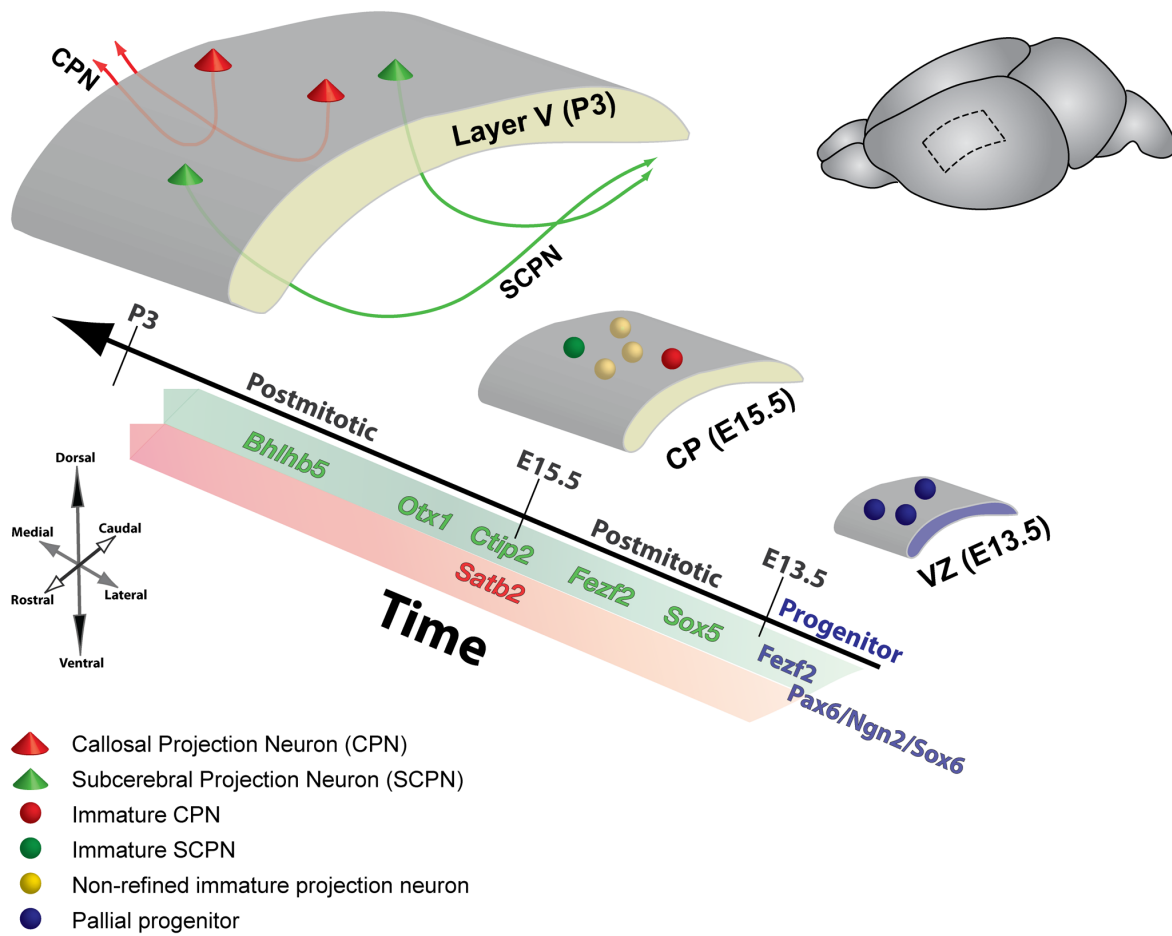 CPN
Layer V (P3)
SCPN
P3
Postmitotic
CP (E15.5)
Bhlhb5
E15.5
Otx1
Ctip2
Postmitotic
VZ (E13.5)
Satb2
Fezf2
E13.5
Sox5
Progenitor
Time
Fezf2
Pax6/Ngn2/Sox6
Dorsal
Medial
Caudal
Rostral
Lateral
Ventral
Callosal Projection Neuron (CPN)
Subcerebral Projection Neuron (SCPN)
Immature CPN
Immature SCPN
Non-refined immature projection neuron
Pallial progenitor